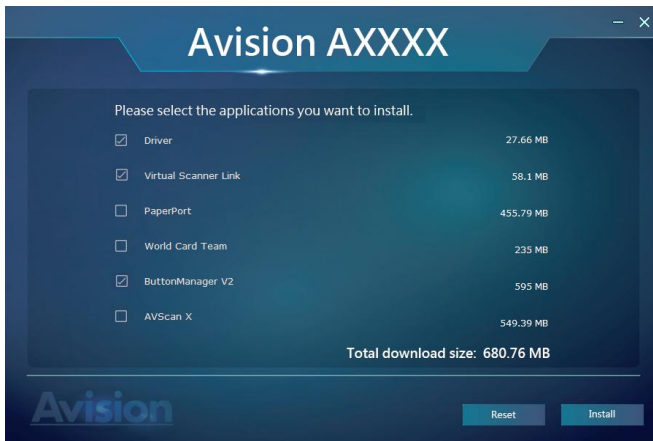 Avision AXXXX
Please select the applications you want to install.
Driver 27.66 MB
Virtual Scanner Link 58.1 MB
PaperPort 455.79 MB
World Card Team 235 MB
ButtonManager V2 595 MB
AVScan X 549.39 MB
Total download size: 680.76 MB
Avision
Reset Install